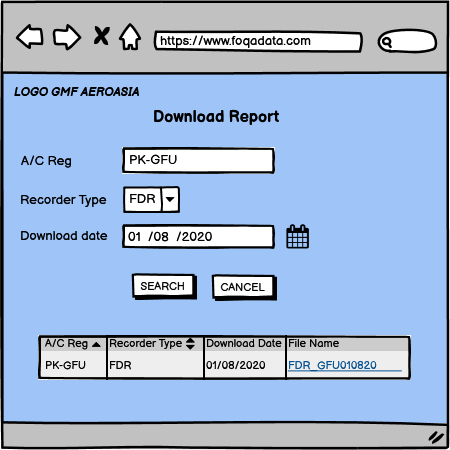 https://www.foqadata.com
LOGO GMF AEROASIA
Download Report
A/C Reg PK-GFU
Recorder Type FDR
Download date 01 /08 /2020
SEARCH CANCEL
A/C Reg Recorder Type Download Date File Name
PK-GFU FDR 01/08/2020 FDR_GFU010820